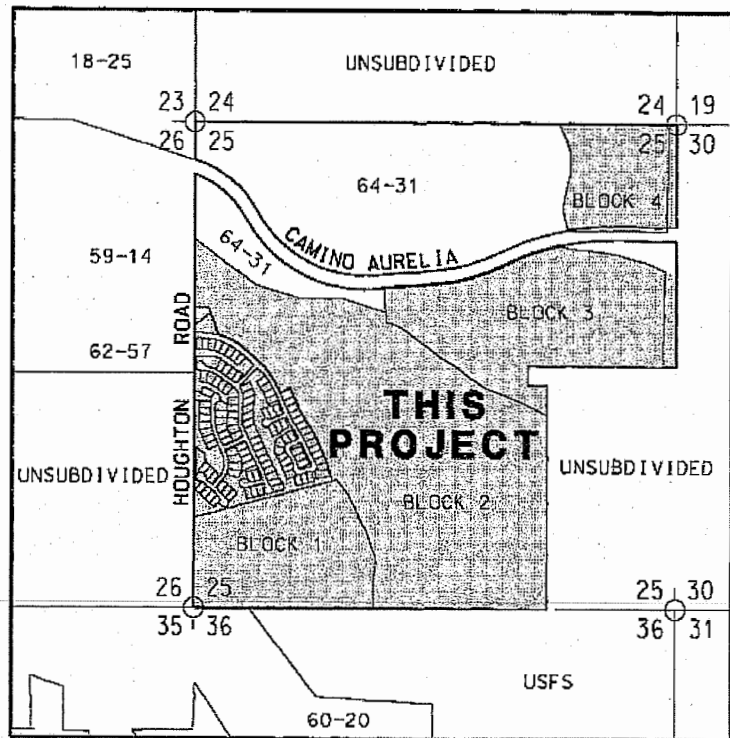 18-25
UNSUBDIVIDED
23 24
26 25
24 19
25 30
64-31
BLOCK 4
64-31
CAMINO AURELIA
59-14
BLOCK 3
62-57
HOUGHTON ROAD
THIS
PROJECT
UNSUBDIVIDED
UNSUBDIVIDED
BLOCK 2
BLOCK 1
26 25
35 36
25 30
36 31
USFS
60-20